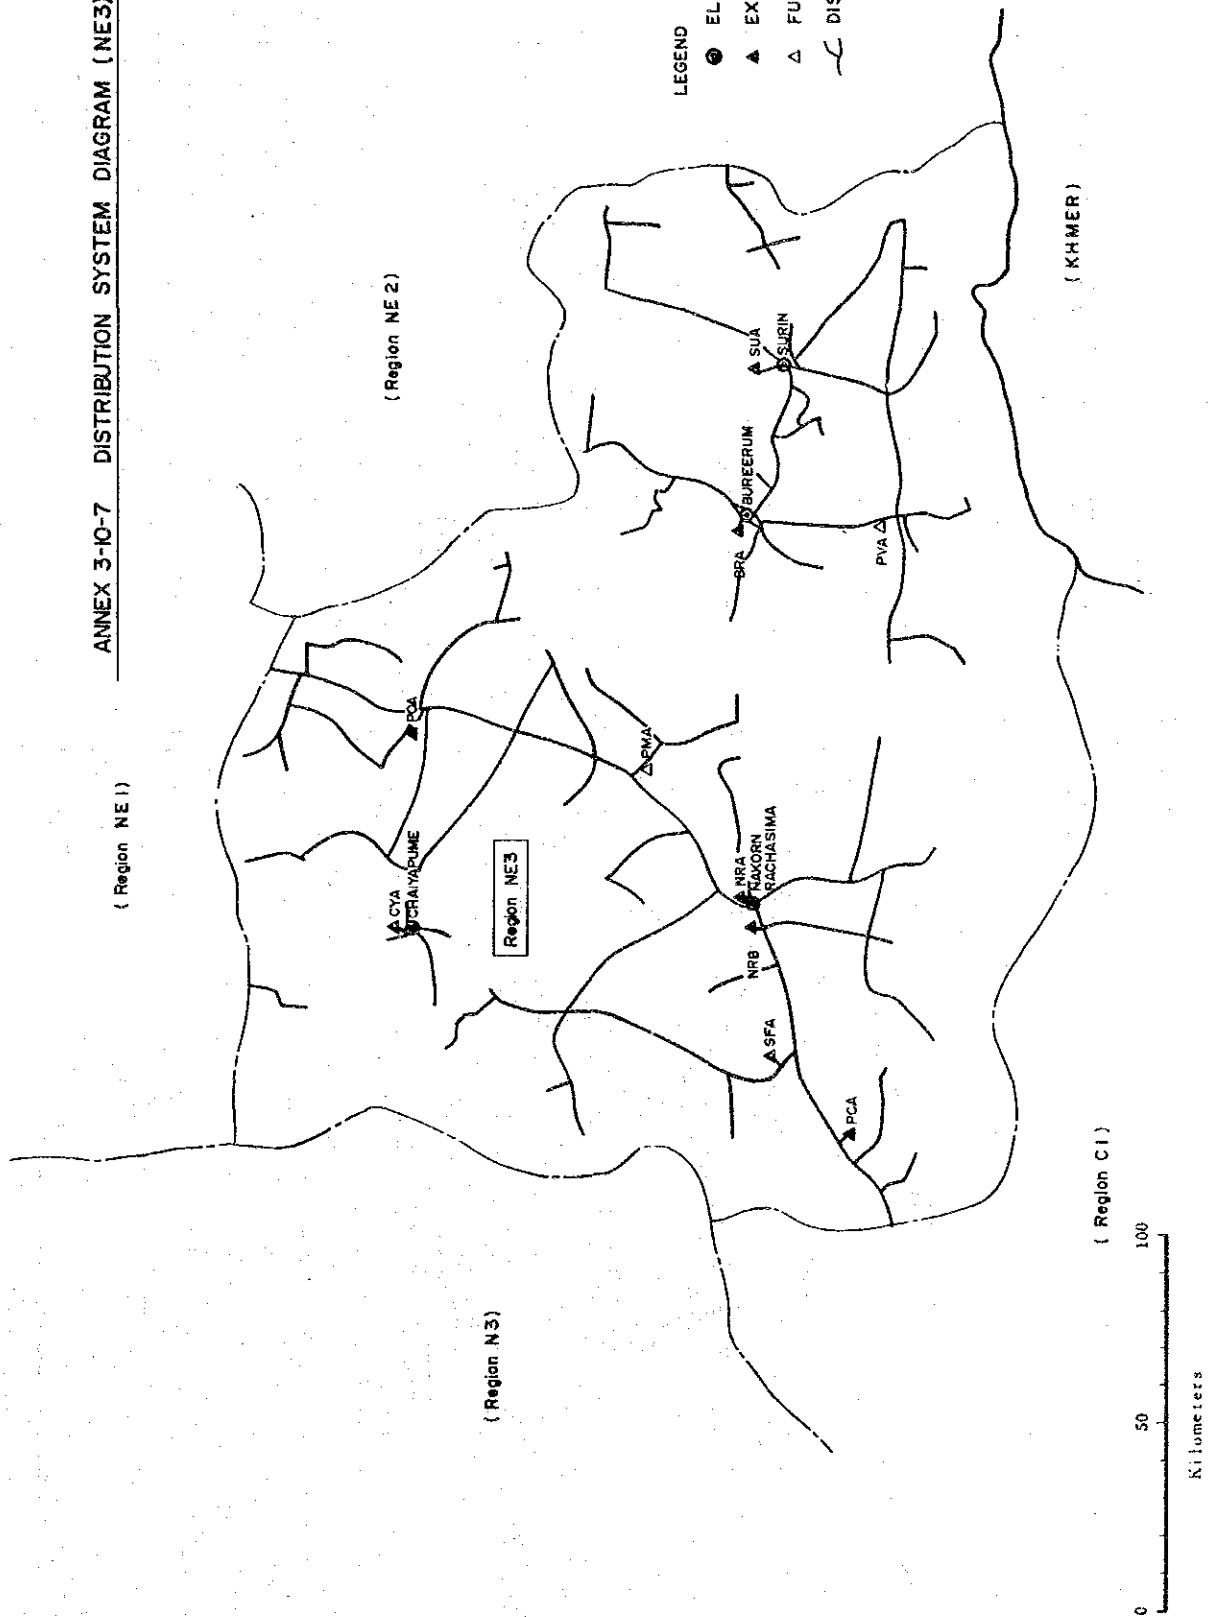 ANNEX 3-10-7 DISTRIBUTION SYSTEM DIAGRAM (NE3)
(Region NE 1)
(Region NE 2)
LEGEND
EL
EX
FU
DIS
POA
CYA
CHAIYAPUME
Region NE3
(Region N3)
SUA
SURIN
BUREERUM
BRA
PVA
PMA
NRA
NAKORN
RACHASIMA
NRB
SFA
PCA
(KHMER)
(Region C1)
0 50 100
Kilometers